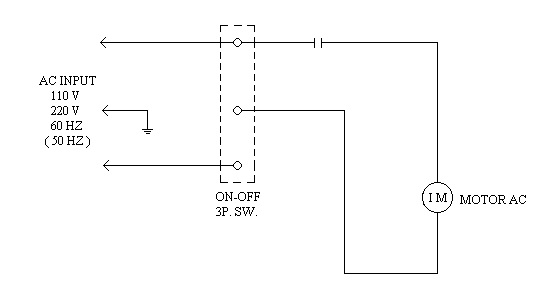 AC INPUT
110 V
220 V
60 HZ
( 50 HZ )
ON-OFF
3P. SW.
I M
MOTOR AC